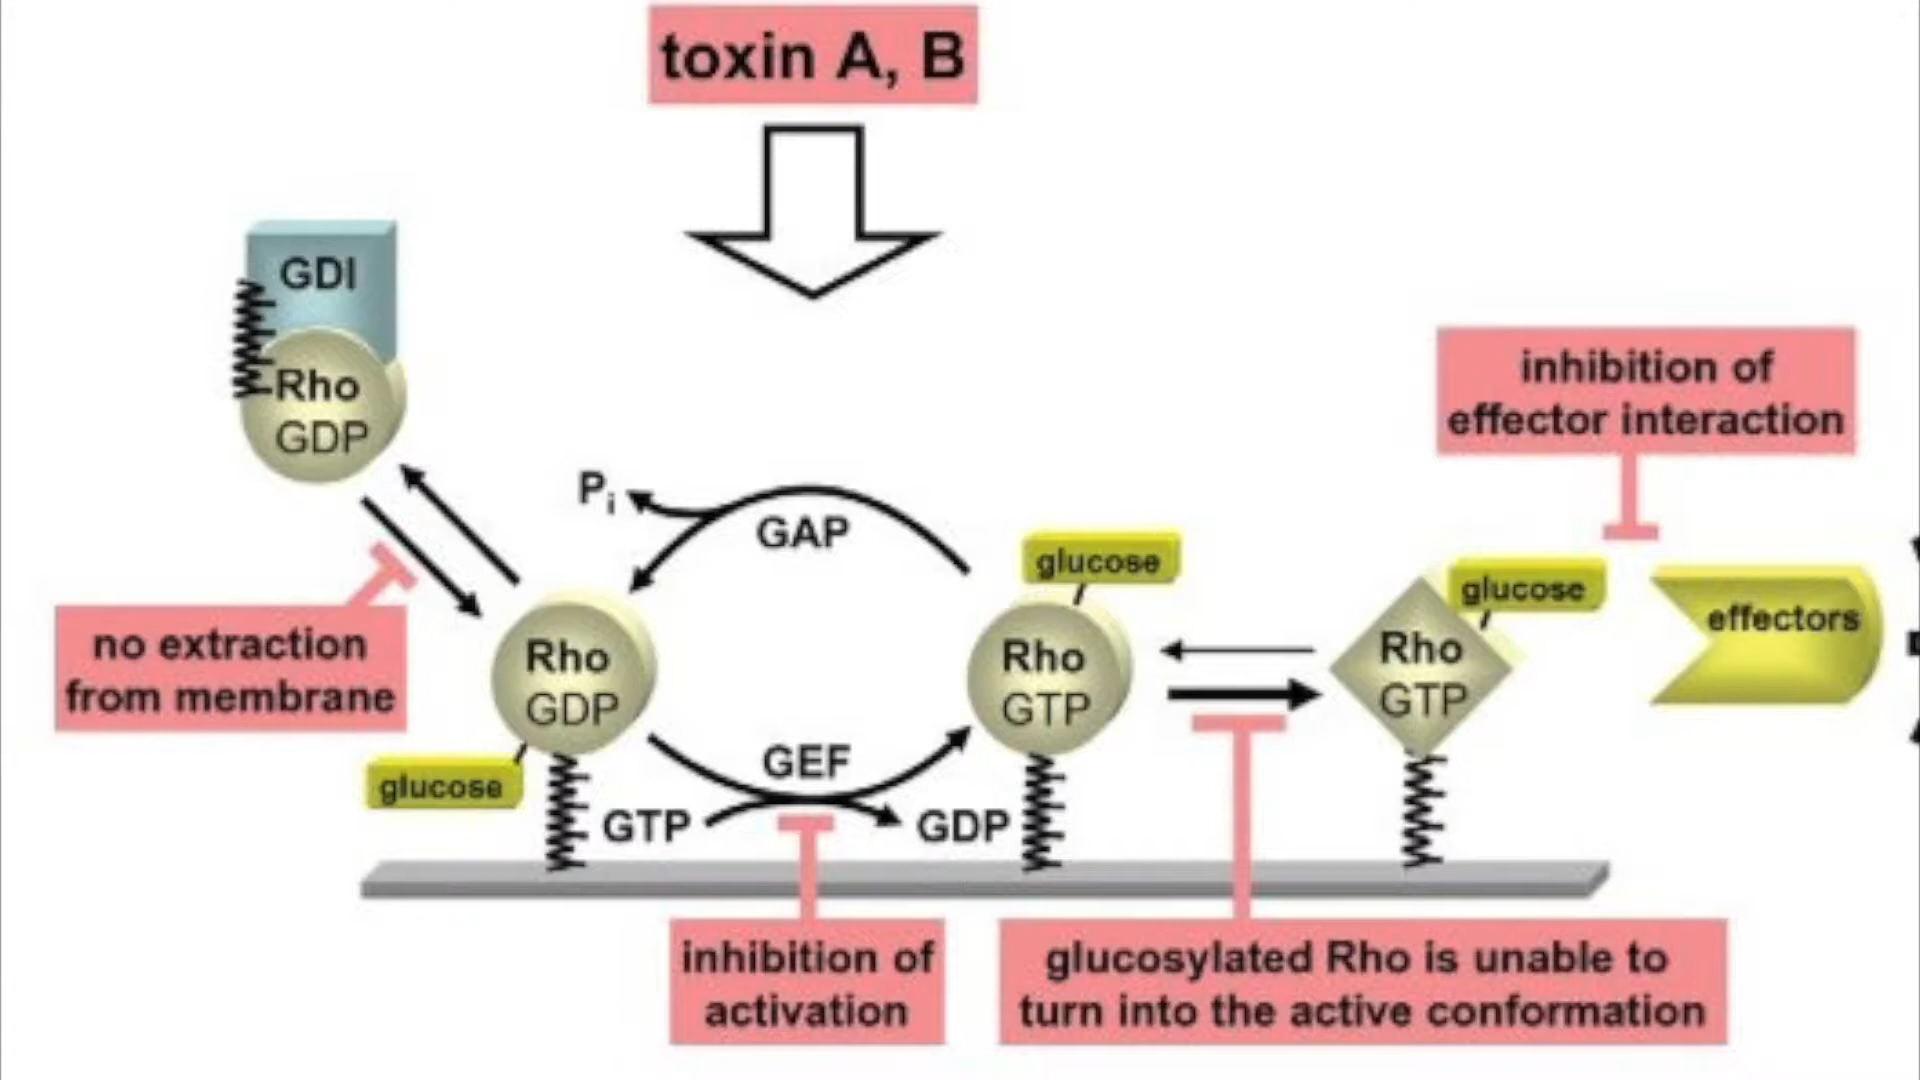 toxin A, B
GDI
Rho
GDP
inhibition of
effector interaction
Pi
GAP
glucose
glucose
effectors
no extraction
from membrane
Rho
GDP
Rho
GTP
Rho
GTP
glucose
GEF
GTP
GDP
inhibition of
activation
glucosylated Rho is unable to
turn into the active conformation